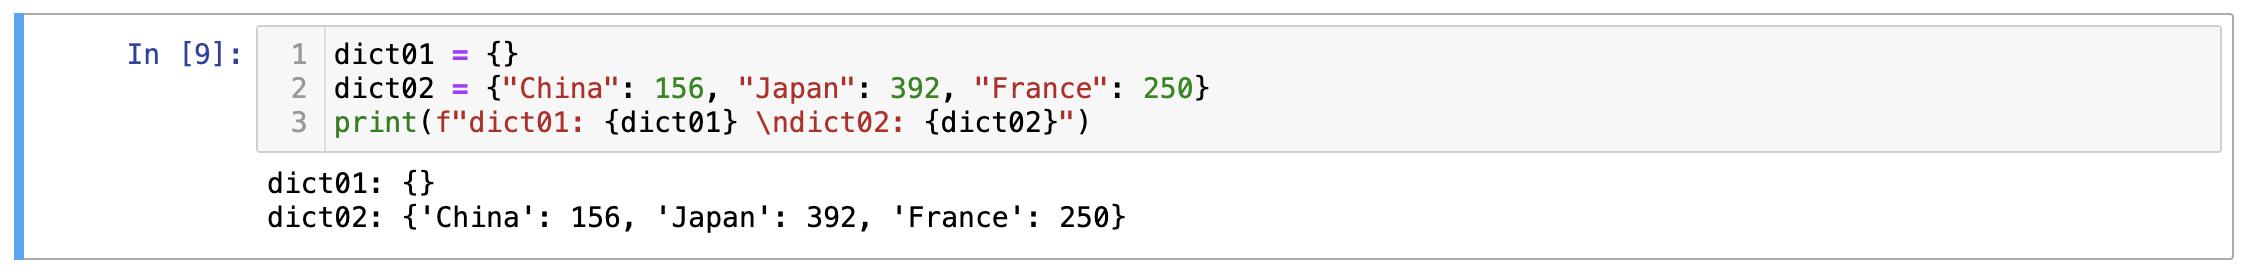 In [9]:
1 dict01 = {}
2 dict02 = {"China": 156, "Japan": 392, "France": 250}
3 print(f"dict01: {dict01} \ndict02: {dict02}")
dict01: {}
dict02: {'China': 156, 'Japan': 392, 'France': 250}